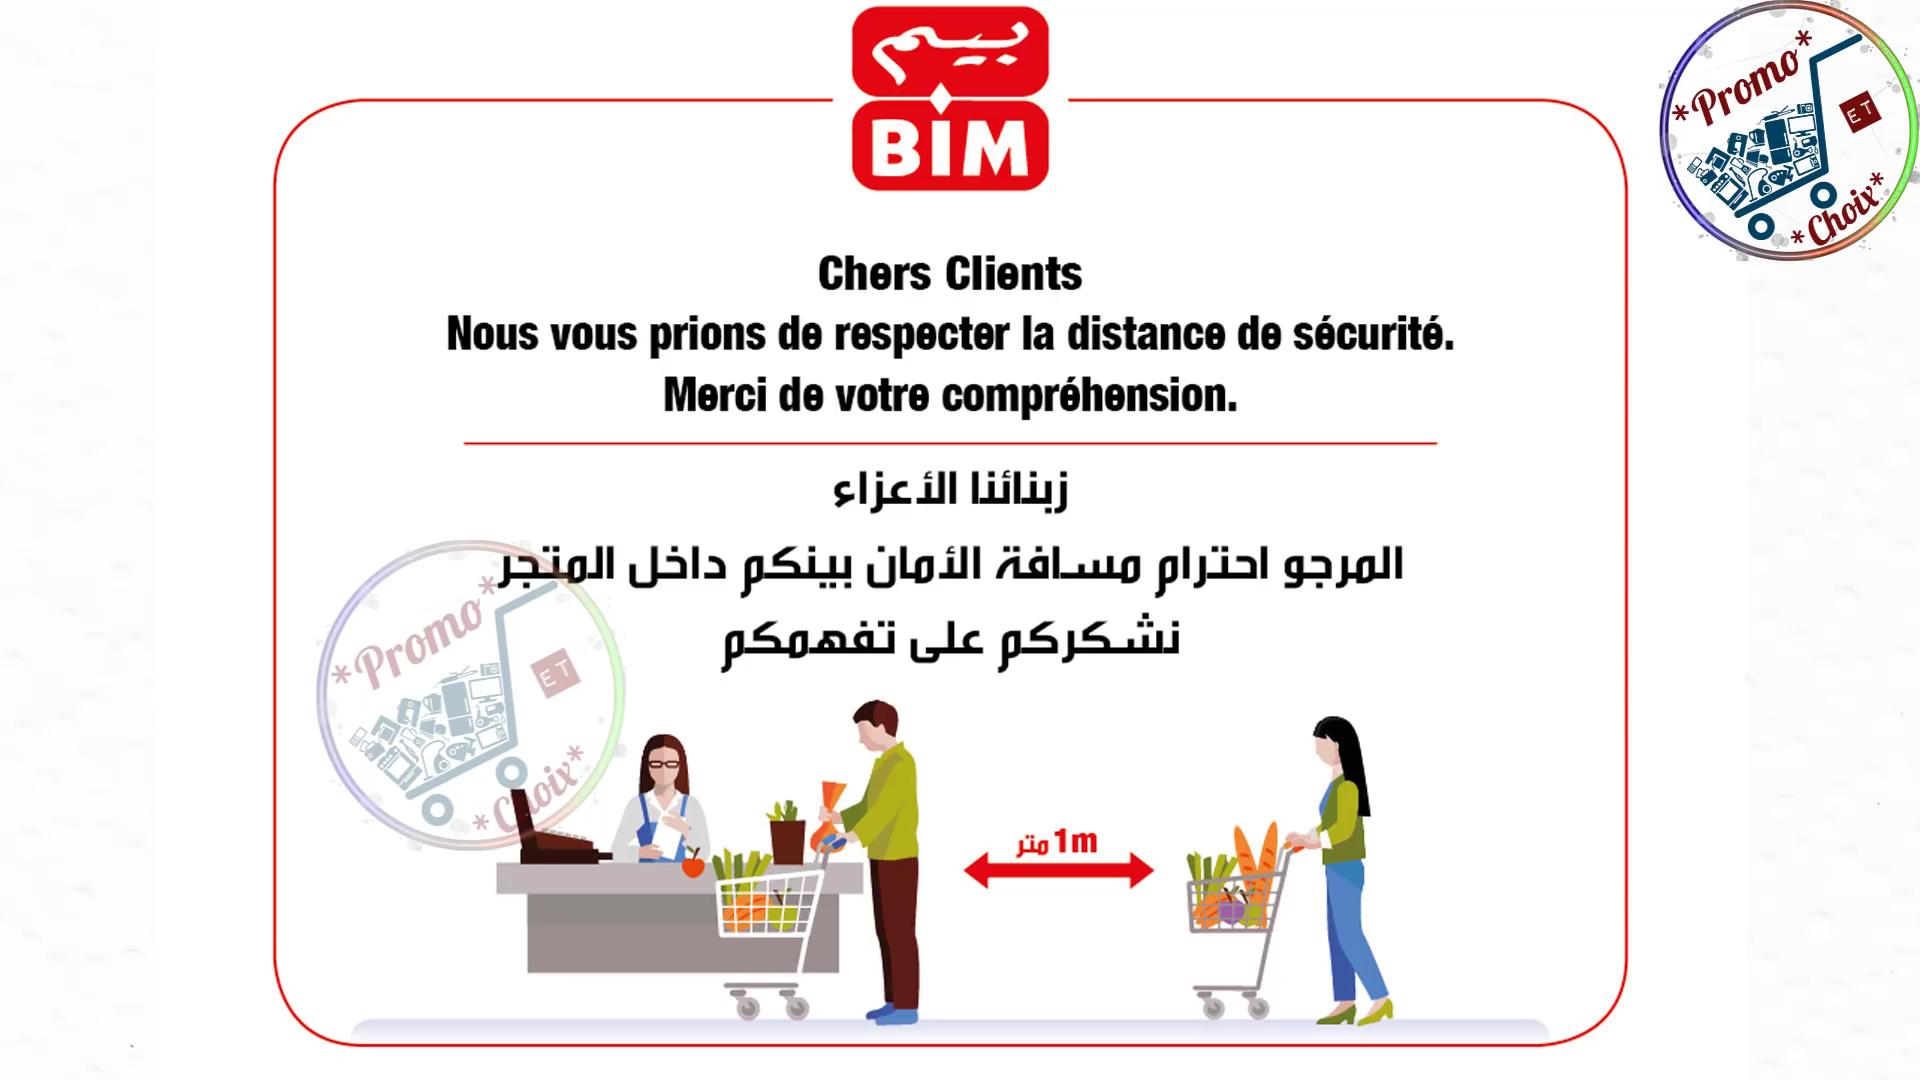 بيم
BIM
*Promo*
ET
*Choix*
Chers Clients
Nous vous prions de respecter la distance de sécurité.
Merci de votre compréhension.
زبنائنا الأعزاء
المرجو احترام مسافة الأمان بينكم داخل المتجر
نشكركم على تفهمكم
*Promo*
ET
*Choix*
1m متر